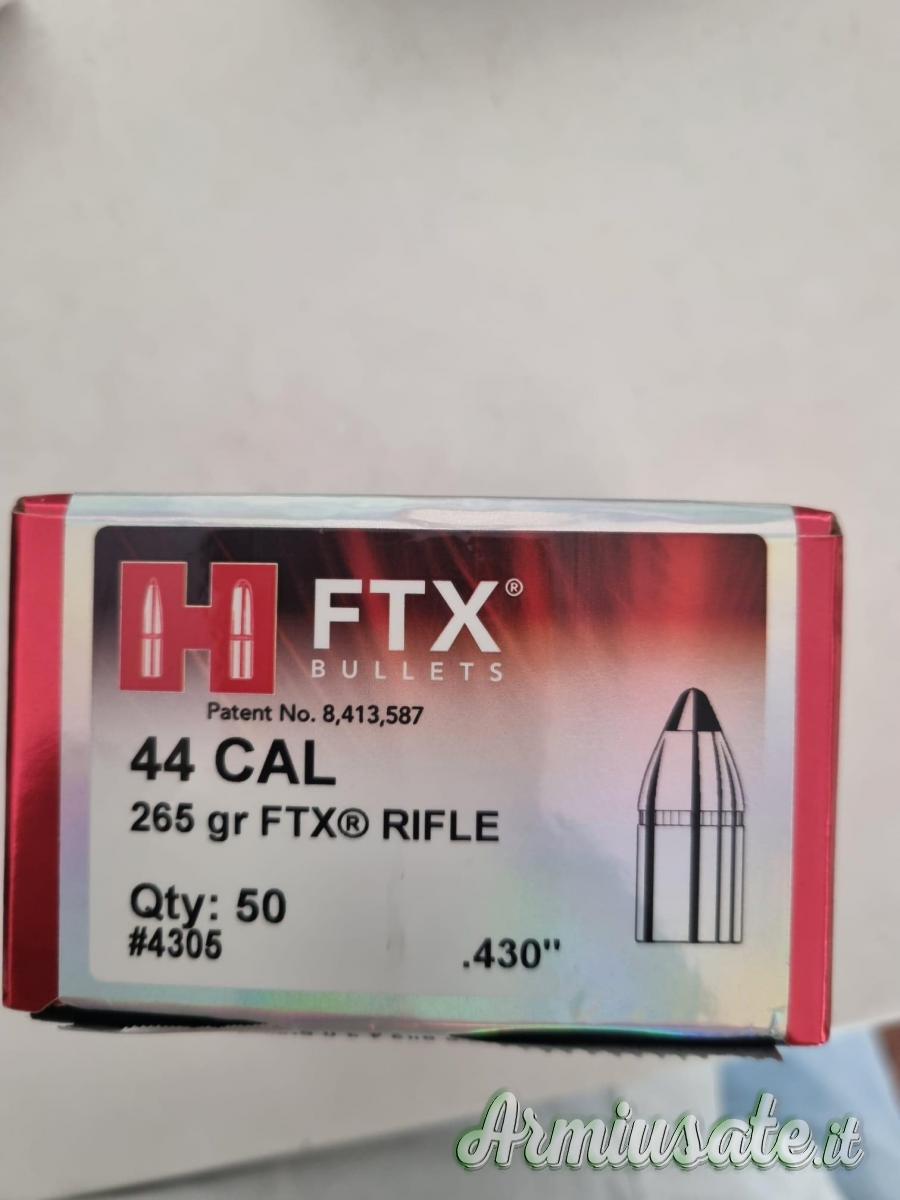 FTX®
BULLETS
Patent No. 8,413,587
44 CAL
265 gr FTX® RIFLE
Qty: 50
#4305
.430"
Armiusate.it